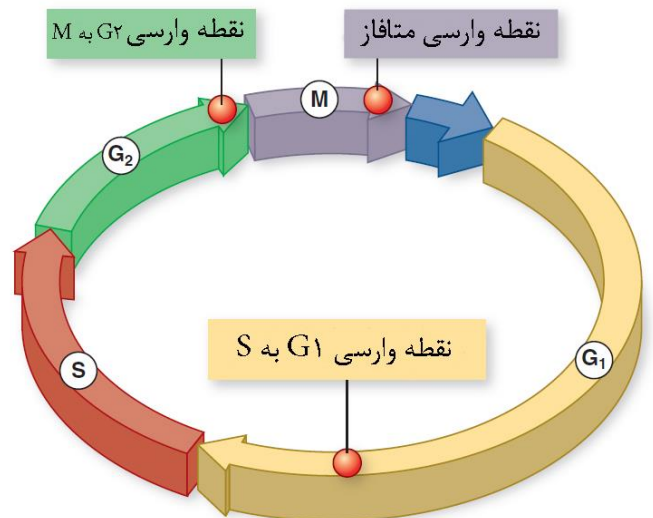 نقطه وارسی G۲ به M
نقطه وارسی متافاز
M
G₂
نقطه وارسی G۱ به S
S
G₁